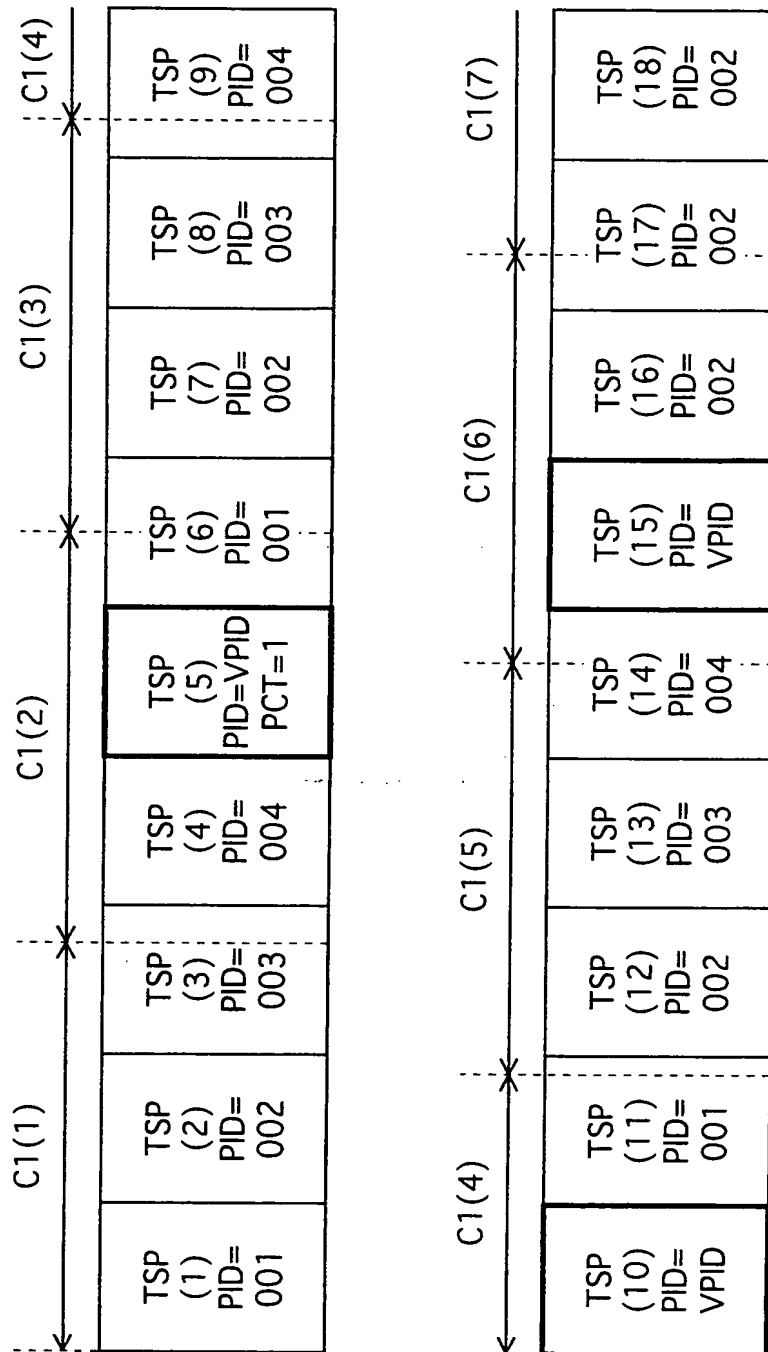 C1(1)
C1(2)
C1(3)
C1(4)
TSP
(1)
PID=
001
TSP
(2)
PID=
002
TSP
(3)
PID=
003
TSP
(4)
PID=
004
TSP
(5)
PID=VPID
PCT=1
TSP
(6)
PID=
001
TSP
(7)
PID=
002
TSP
(8)
PID=
003
TSP
(9)
PID=
004
C1(4)
C1(5)
C1(6)
C1(7)
TSP
(10)
PID=
VPID
TSP
(11)
PID=
001
TSP
(12)
PID=
002
TSP
(13)
PID=
003
TSP
(14)
PID=
004
TSP
(15)
PID=
VPID
TSP
(16)
PID=
002
TSP
(17)
PID=
002
TSP
(18)
PID=
002